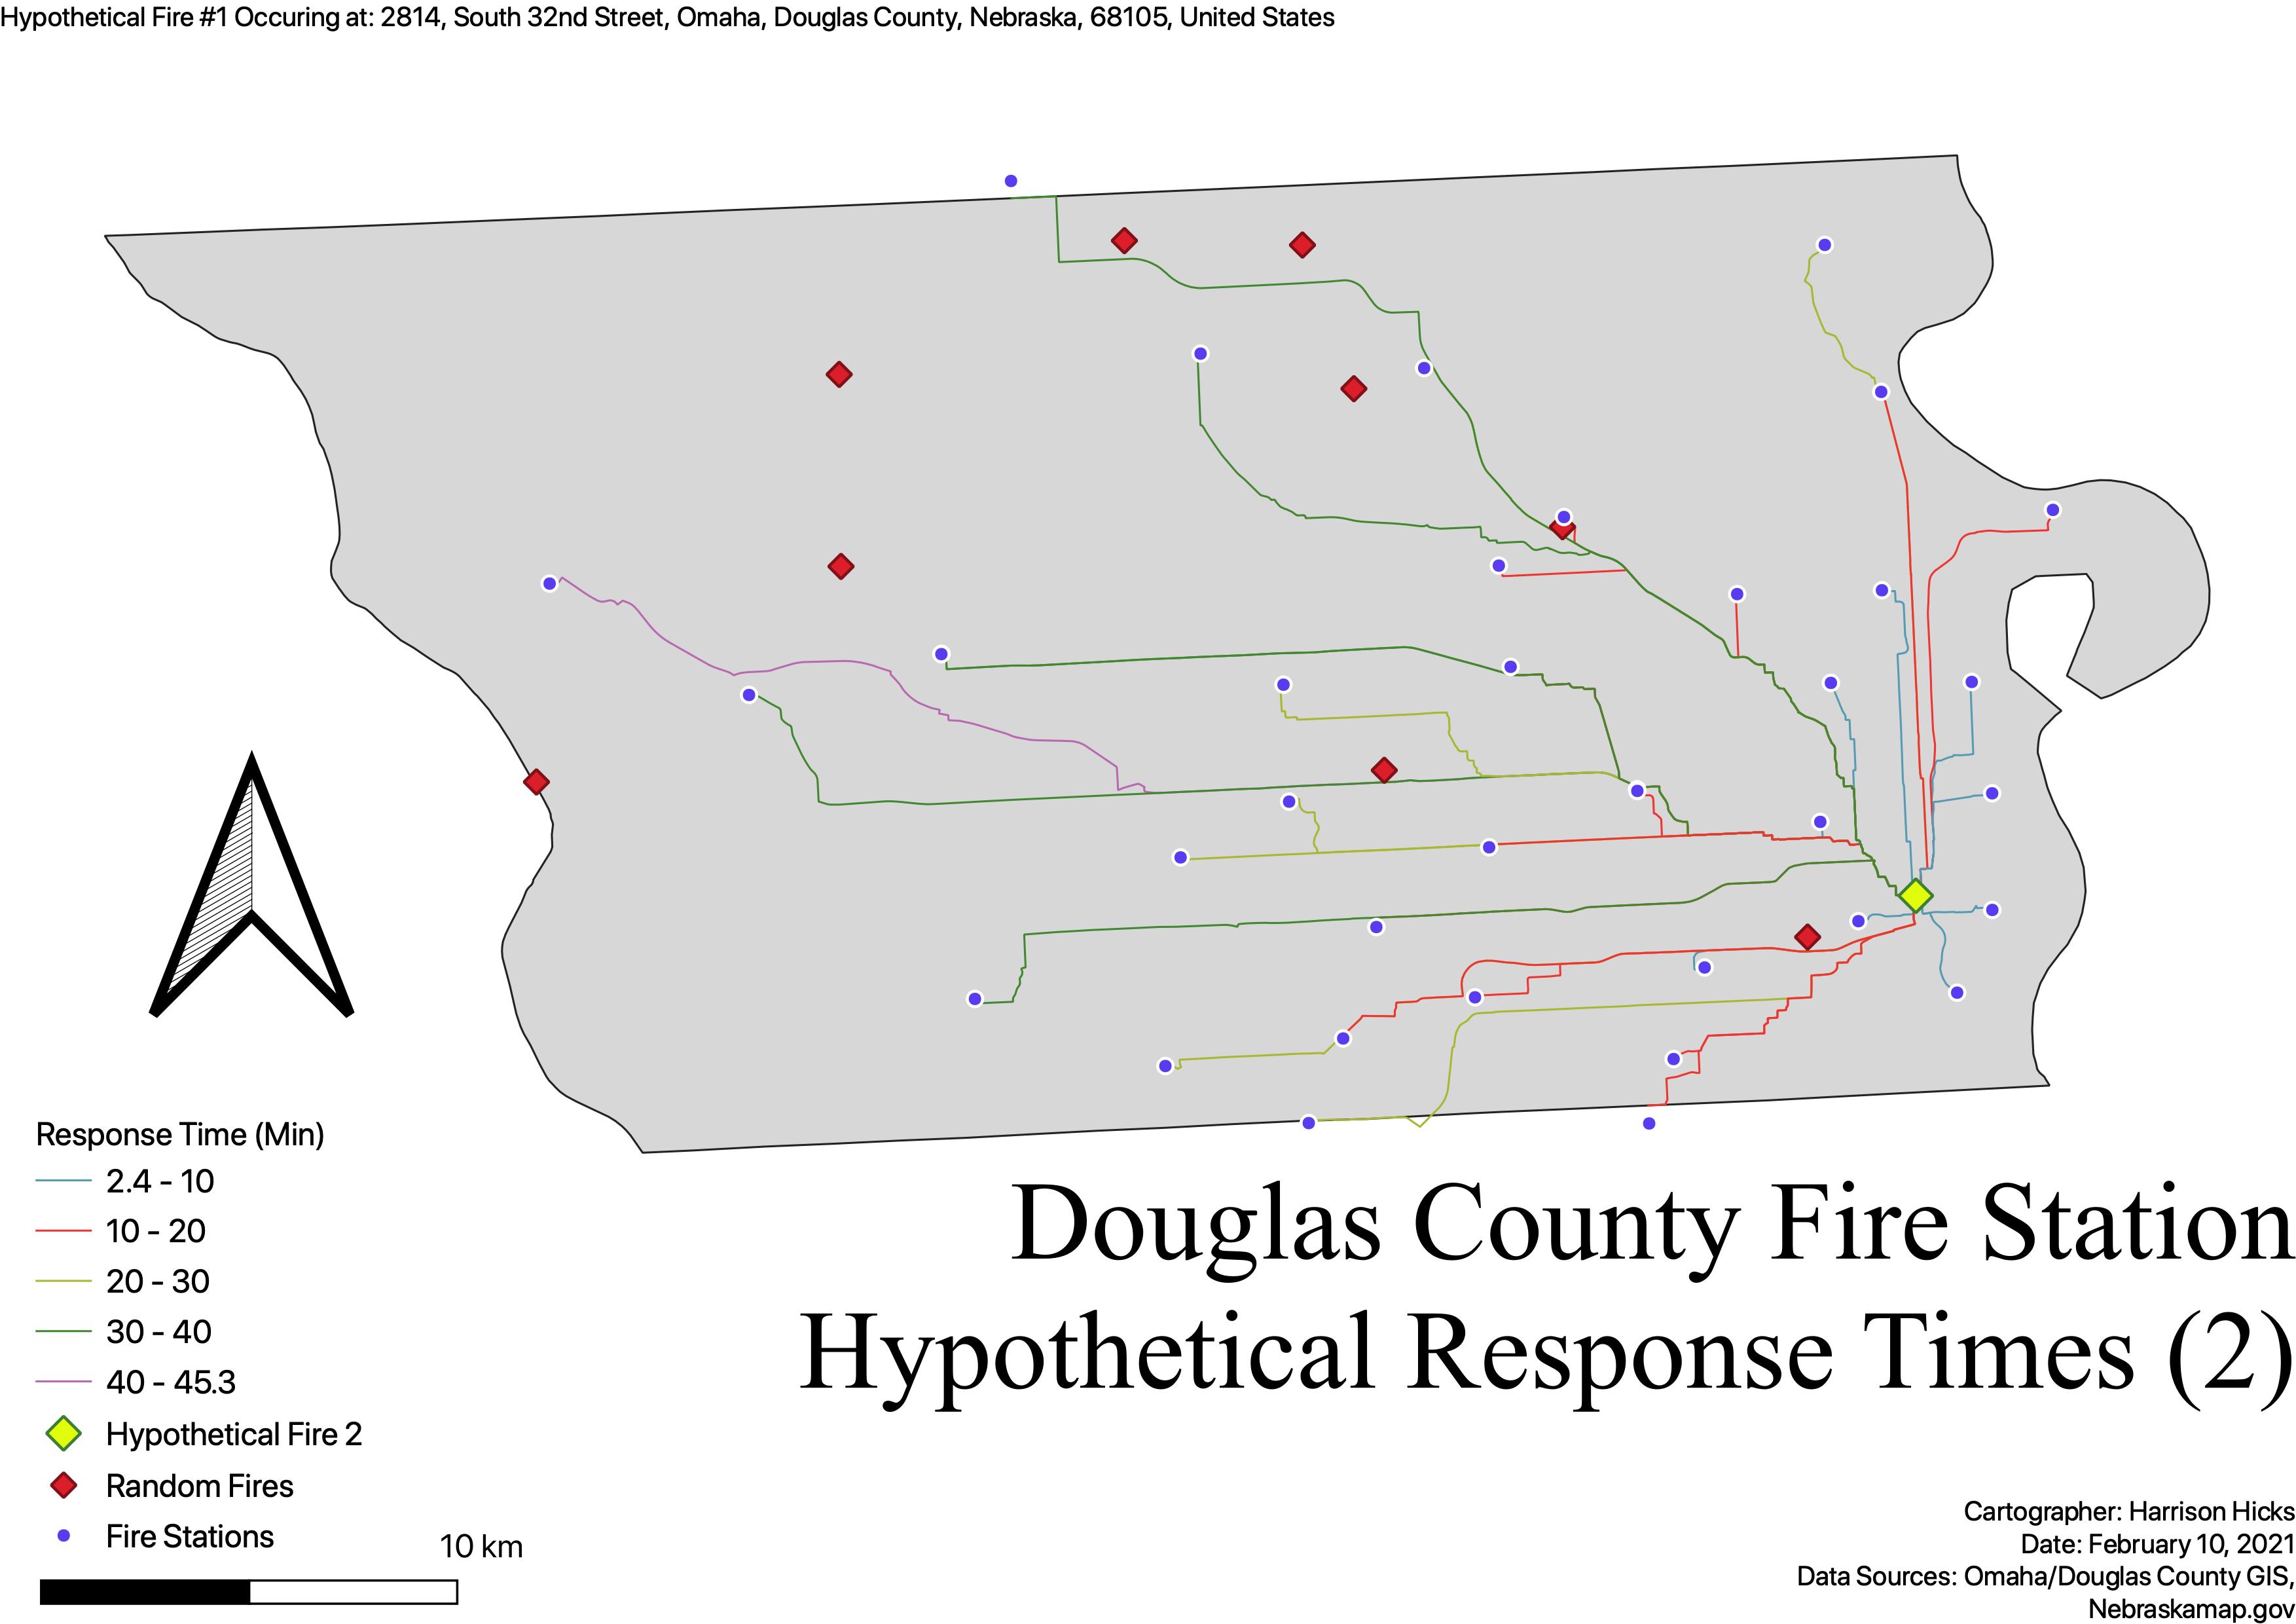 Hypothetical Fire #1 Occuring at: 2814, South 32nd Street, Omaha, Douglas County, Nebraska, 68105, United States
Response Time (Min)
2.4 - 10
10 - 20
20 - 30
30 - 40
40 - 45.3
Hypothetical Fire 2
Random Fires
Fire Stations
10 km
Douglas County Fire Station
Hypothetical Response Times (2)
Cartographer: Harrison Hicks
Date: February 10, 2021
Data Sources: Omaha/Douglas County GIS,
Nebraskamap.gov